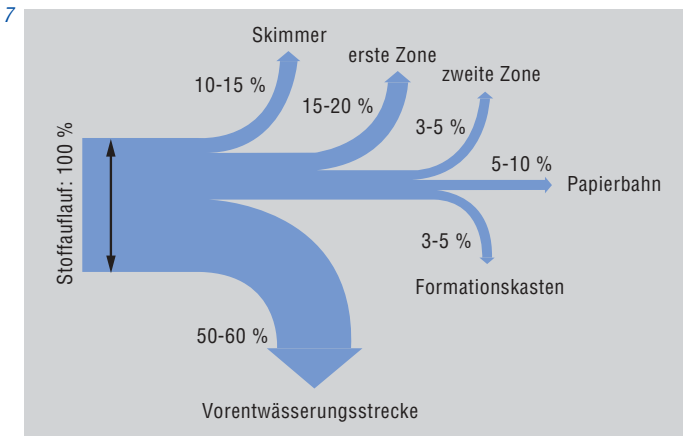 7
Skimmer
erste Zone
zweite Zone
10-15 %
15-20 %
3-5 %
5-10 %
Papierbahn
Stoffauflauf: 100 %
3-5 %
Formationskasten
50-60 %
Vorentwässerungsstrecke